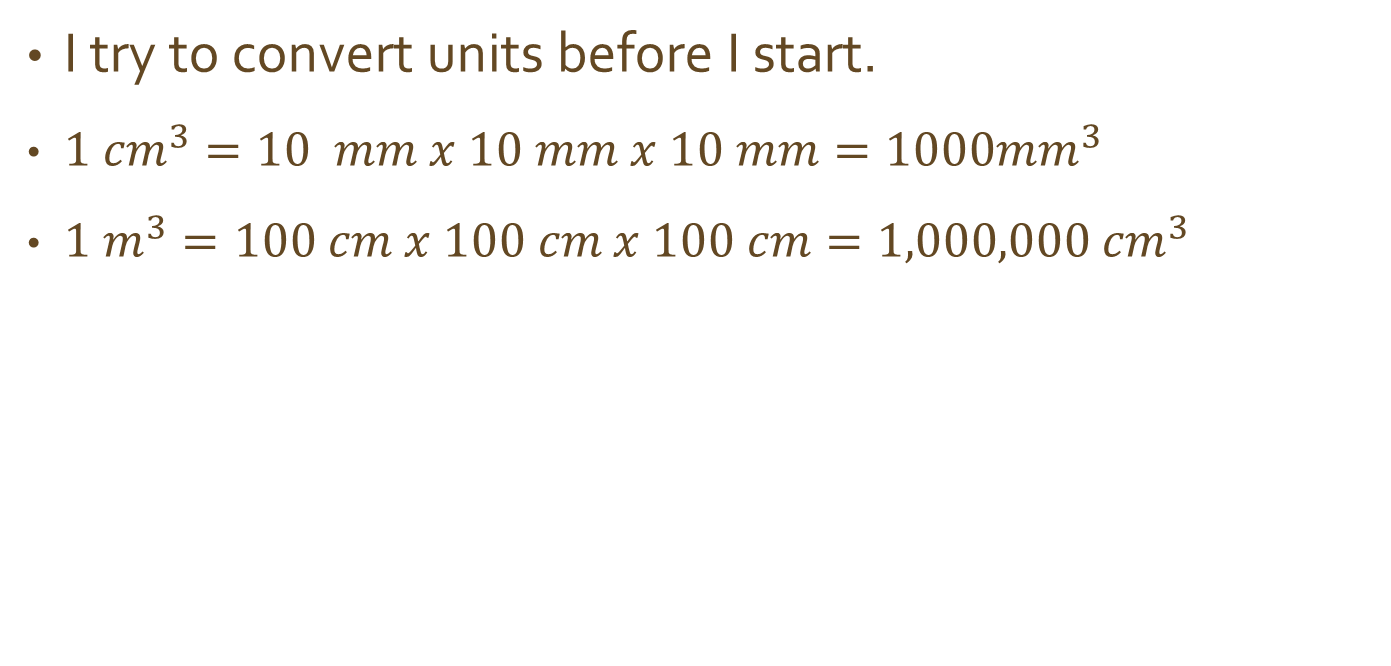 • I try to convert units before I start.
• 1 cm³ = 10 mm x 10 mm x 10 mm = 1000mm³
• 1 m³ = 100 cm x 100 cm x 100 cm = 1,000,000 cm³